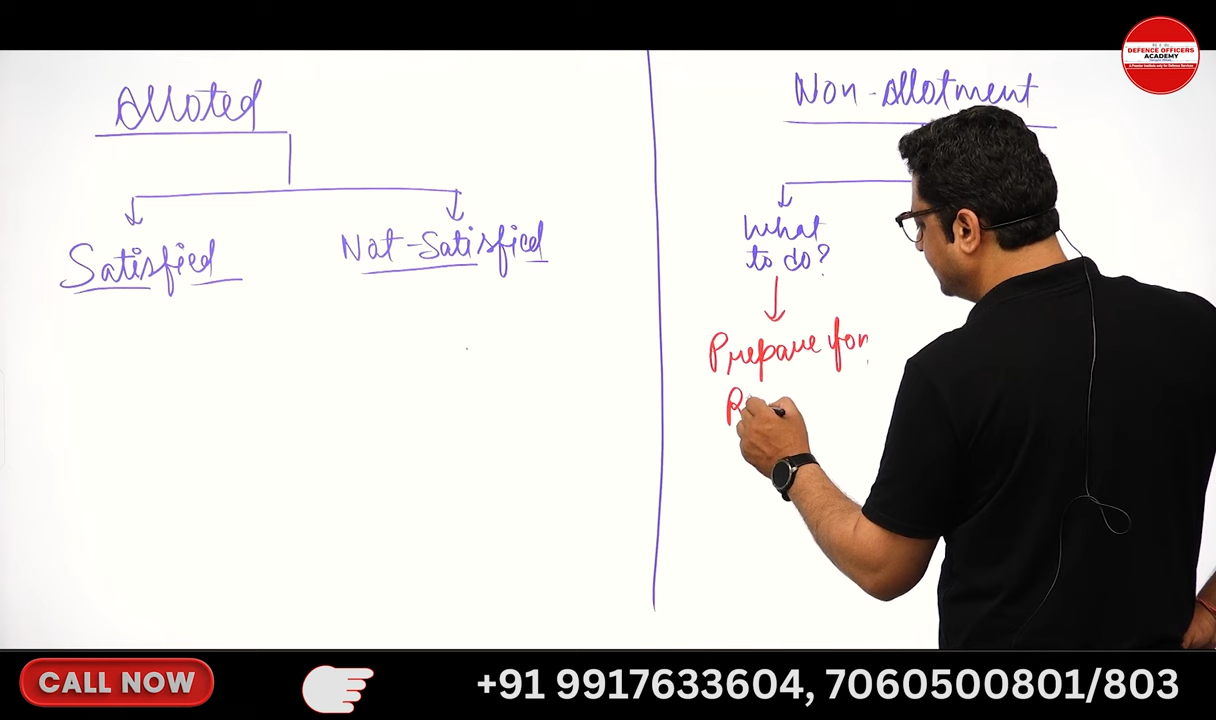 DEFENCE OFFICERS
ACADEMY
Alloted
Satisfied
Not-Satisfied
Non-Allotment
What
to do?
Prepare for
CALL NOW
+91 9917633604, 7060500801/803